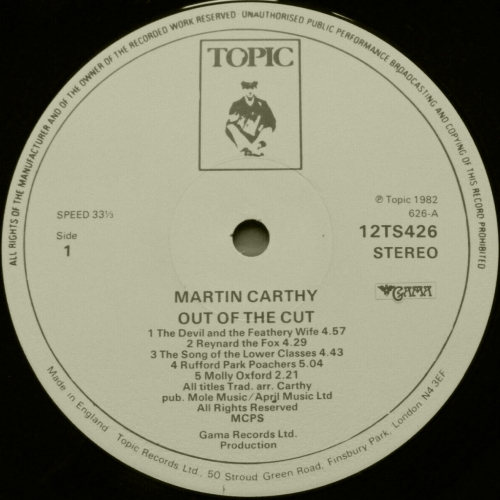 ALL RIGHTS OF THE MANUFACTURER AND OF THE OWNER OF THE RECORDED WORK RESERVED UNAUTHORISED PUBLIC PERFORMANCE BROADCASTING AND COPYING OF THIS RECORD PROHIBITED
TOPIC
SPEED 33⅓
Side
1
℗ Topic 1982
626-A
12TS426
STEREO
GAMA
MARTIN CARTHY
OUT OF THE CUT
1 The Devil and the Feathery Wife 4.57
2 Reynard the Fox 4.29
3 The Song of the Lower Classes 4.43
4 Rufford Park Poachers 5.04
5 Molly Oxford 2.21
All titles Trad. arr. Carthy
pub. Mole Music/April Music Ltd
All Rights Reserved
MCPS
Gama Records Ltd.
Production
Made in England Topic Records Ltd., 50 Stroud Green Road, Finsbury Park, London N4 3EF